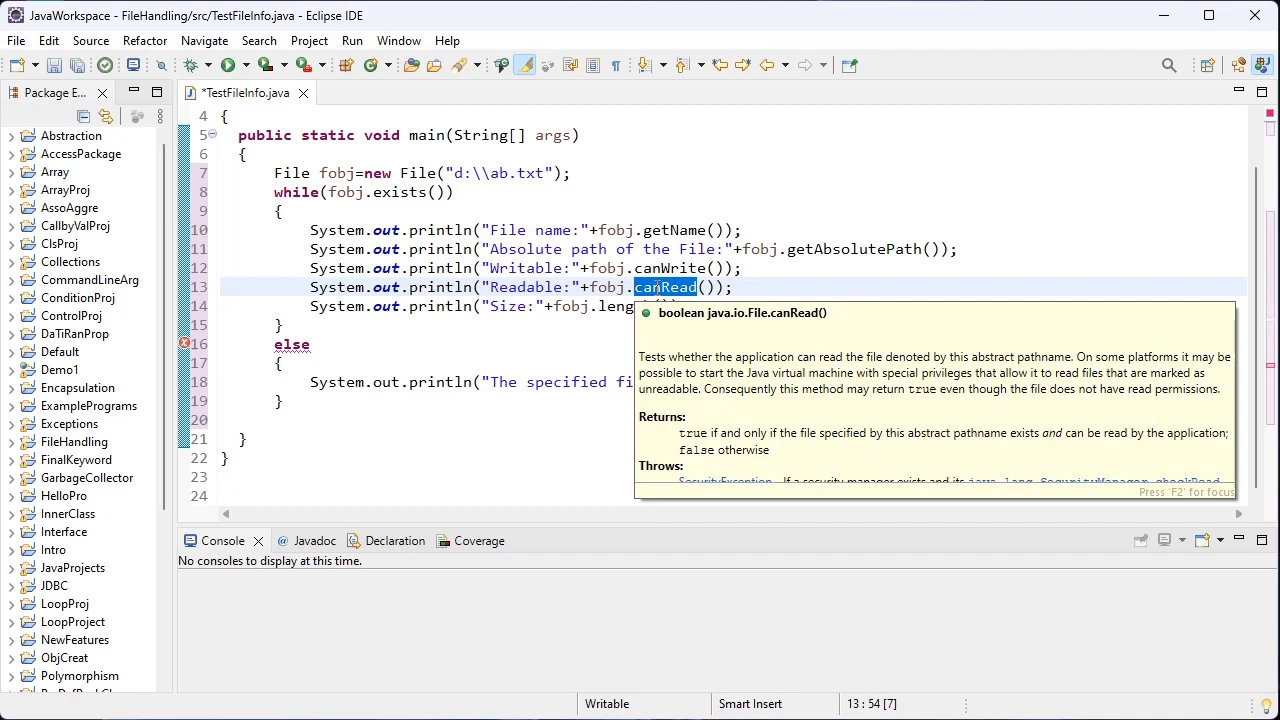 JavaWorkspace - FileHandling/src/TestFileInfo.java - Eclipse IDE
File Edit Source Refactor Navigate Search Project Run Window Help
Package E...
*TestFileInfo.java
Abstraction
AccessPackage
Array
ArrayProj
AssoAggre
CallbyValProj
ClsProj
Collections
CommandLineArg
ConditionProj
ControlProj
DaTiRanProp
Default
Demo1
Encapsulation
ExamplePrograms
Exceptions
FileHandling
FinalKeyword
GarbageCollector
HelloPro
InnerClass
Interface
Intro
JavaProjects
JDBC
LoopProj
LoopProject
NewFeatures
ObjCreat
Polymorphism
4 {
5 public static void main(String[] args)
6 {
7 File fobj=new File("d:\\ab.txt");
8 while(fobj.exists())
9 {
10 System.out.println("File name:"+fobj.getName());
11 System.out.println("Absolute path of the File:"+fobj.getAbsolutePath());
12 System.out.println("Writable:"+fobj.canWrite());
13 System.out.println("Readable:"+fobj.canRead());
14 System.out.println("Size:"+fobj.leng
15 }
16 else
17 {
18 System.out.println("The specified fi
19 }
20
21 }
22 }
23
24
boolean java.io.File.canRead()
Tests whether the application can read the file denoted by this abstract pathname. On some platforms it may be
possible to start the Java virtual machine with special privileges that allow it to read files that are marked as
unreadable. Consequently this method may return true even though the file does not have read permissions.
Returns:
true if and only if the file specified by this abstract pathname exists and can be read by the application;
false otherwise
Throws:
SecurityException - If a security manager exists and its java.lang.SecurityManager.checkRead
Press 'F2' for focus
Console @ Javadoc Declaration Coverage
No consoles to display at this time.
Writable Smart Insert 13 : 54 [7]